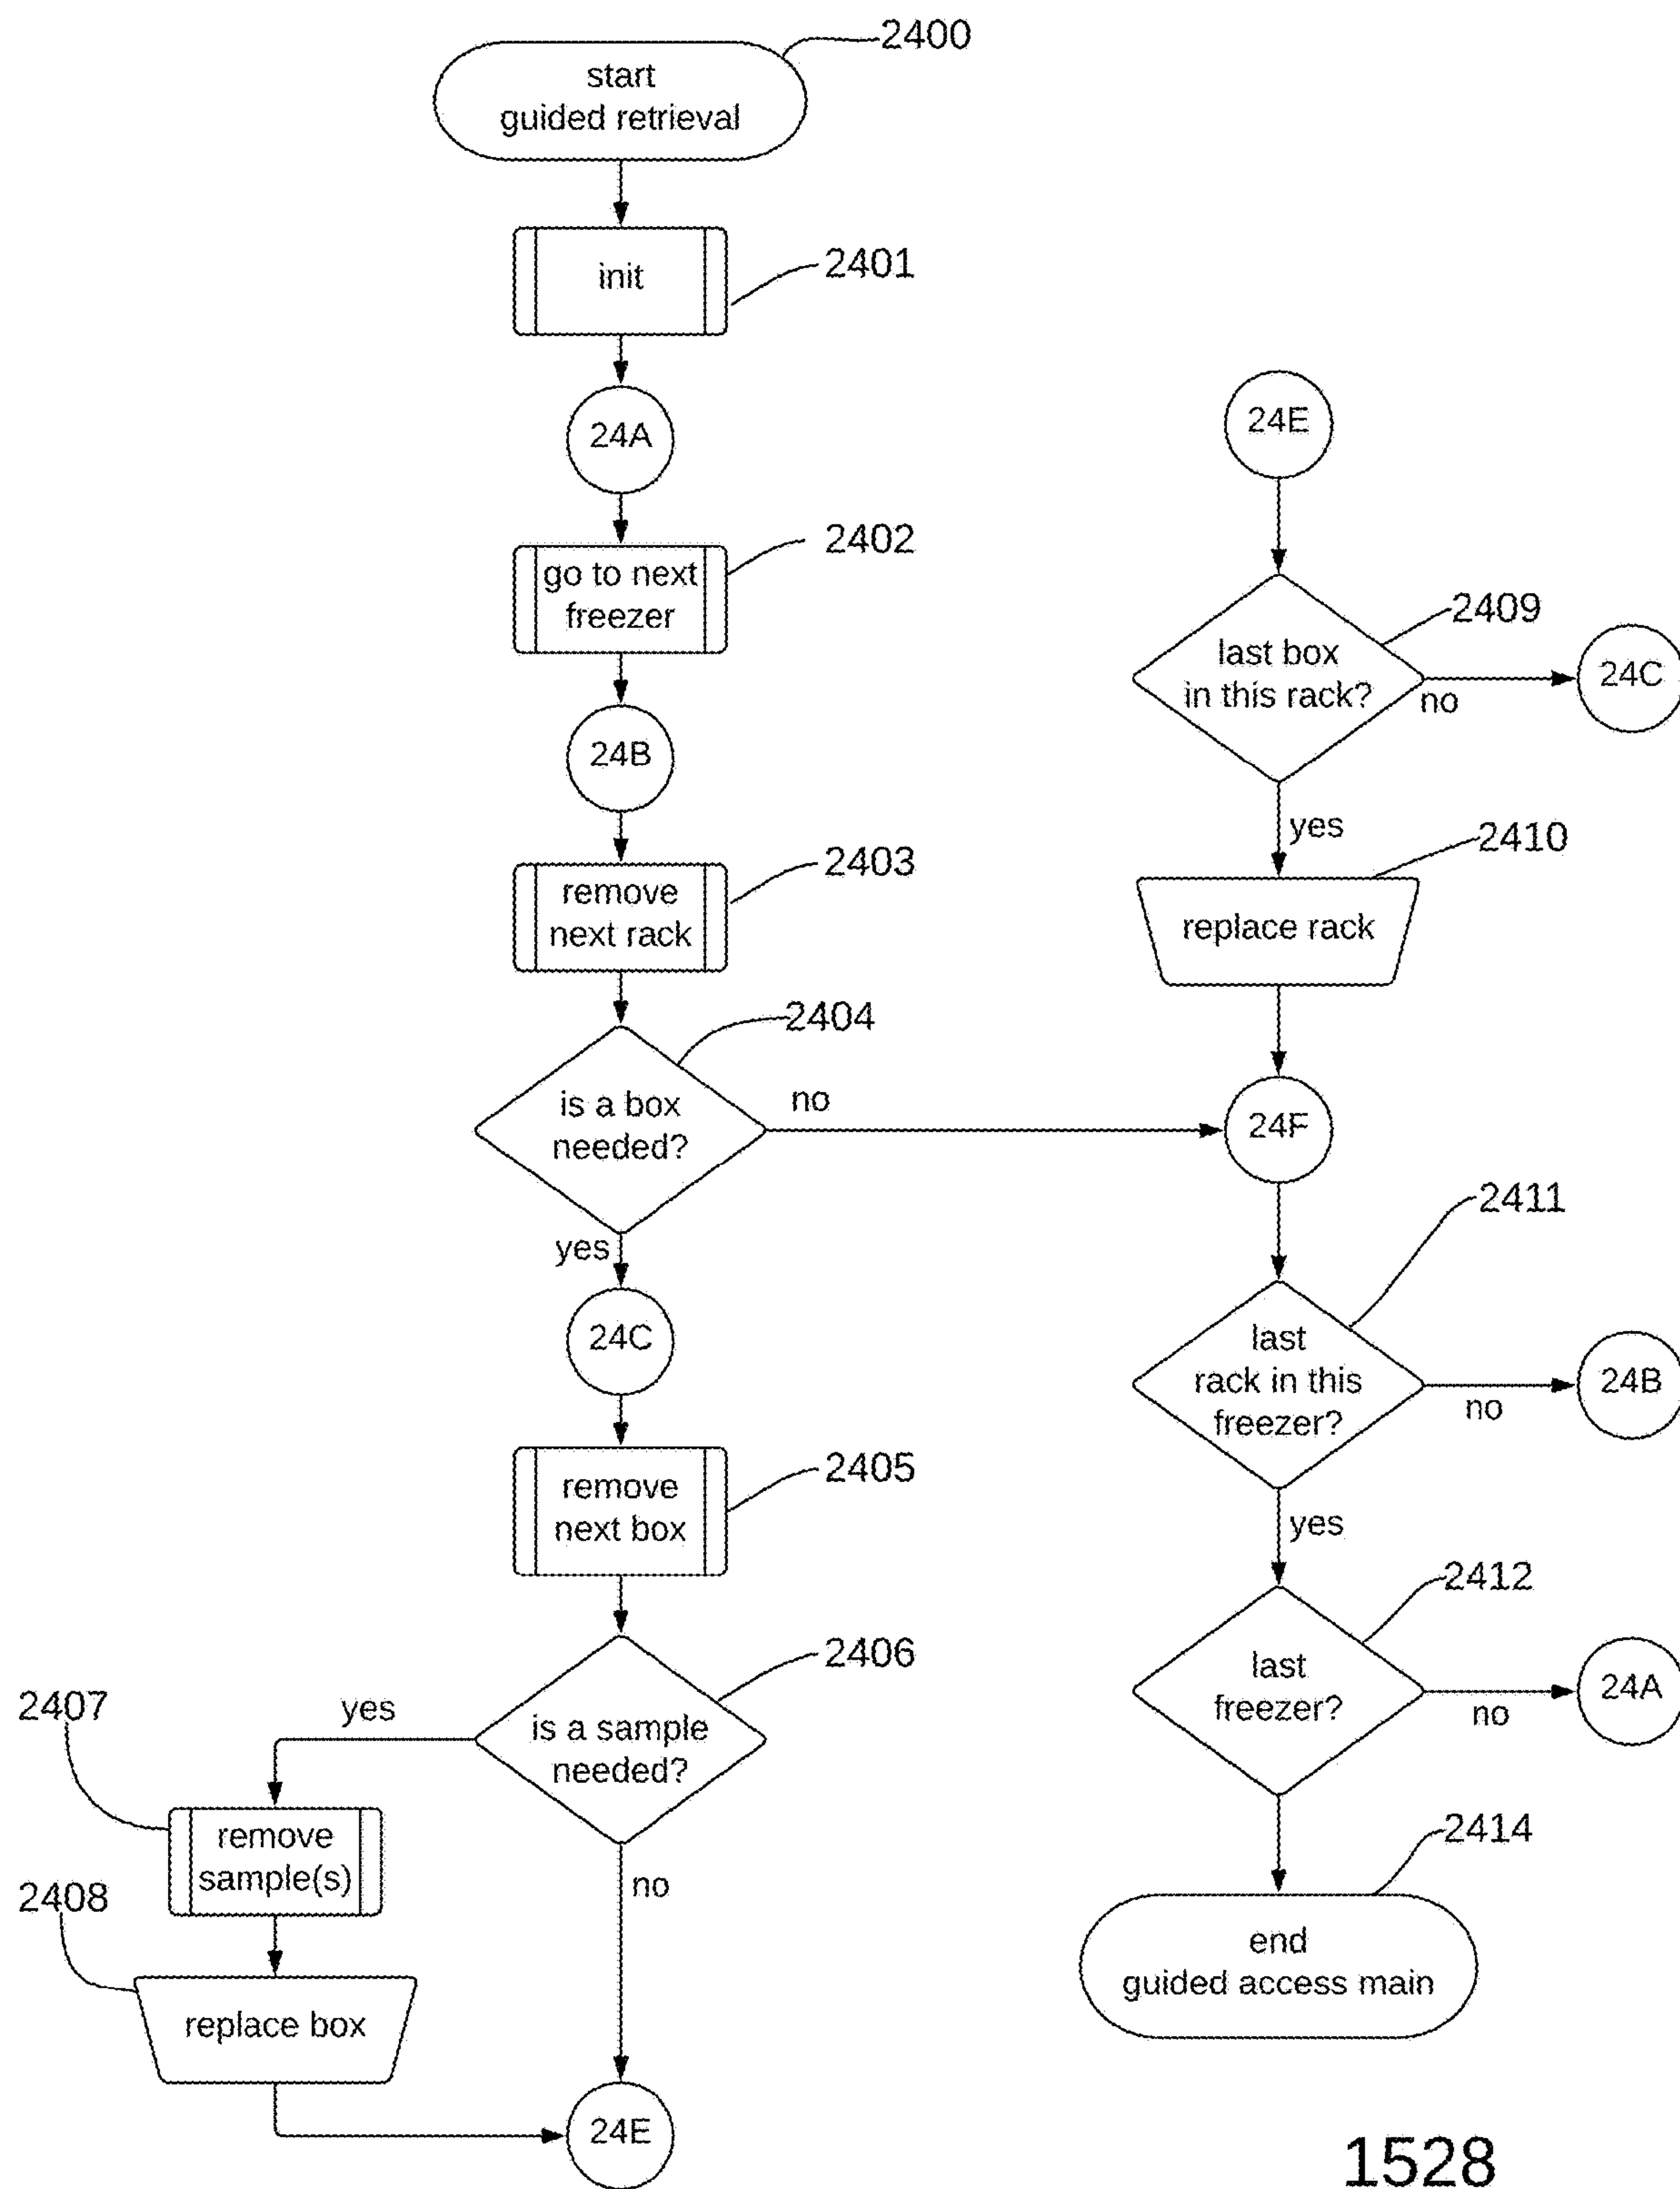 2400
start
guided retrieval
2401
init
24A
2402
go to next
freezer
24B
2403
remove
next rack
2404
is a box
needed?
no
yes
24C
2405
remove
next box
2406
is a sample
needed?
yes
no
2407
remove
sample(s)
2408
replace box
24E
24E
2409
last box
in this rack?
no
24C
yes
2410
replace rack
24F
2411
last
rack in this
freezer?
no
24B
yes
2412
last
freezer?
no
24A
2414
end
guided access main
1528